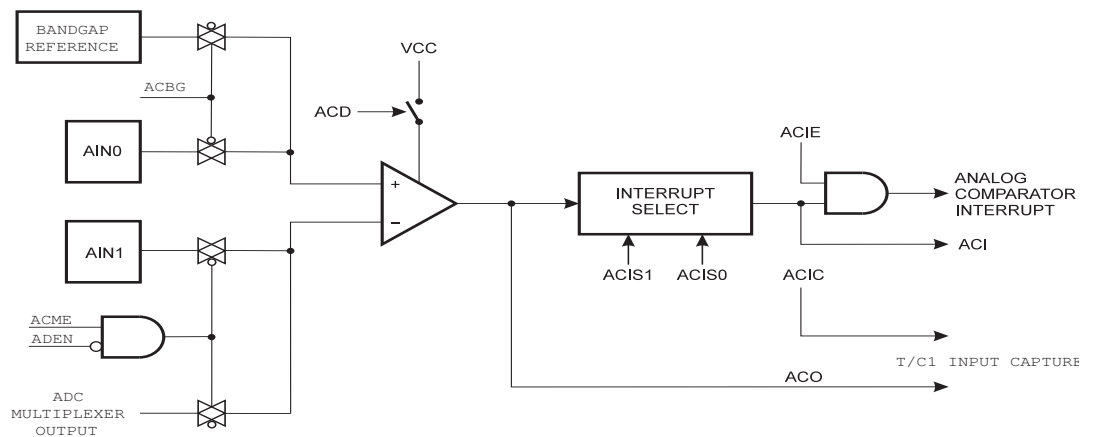 BANDGAP
REFERENCE
VCC
ACBG
ACD
AIN0
ACIE
+
INTERRUPT
SELECT
ANALOG
COMPARATOR
INTERRUPT
−
AIN1
ACI
ACIS1
ACIS0
ACIC
ACME
ADEN
T/C1 INPUT CAPTURE
ACO
ADC
MULTIPLEXER
OUTPUT